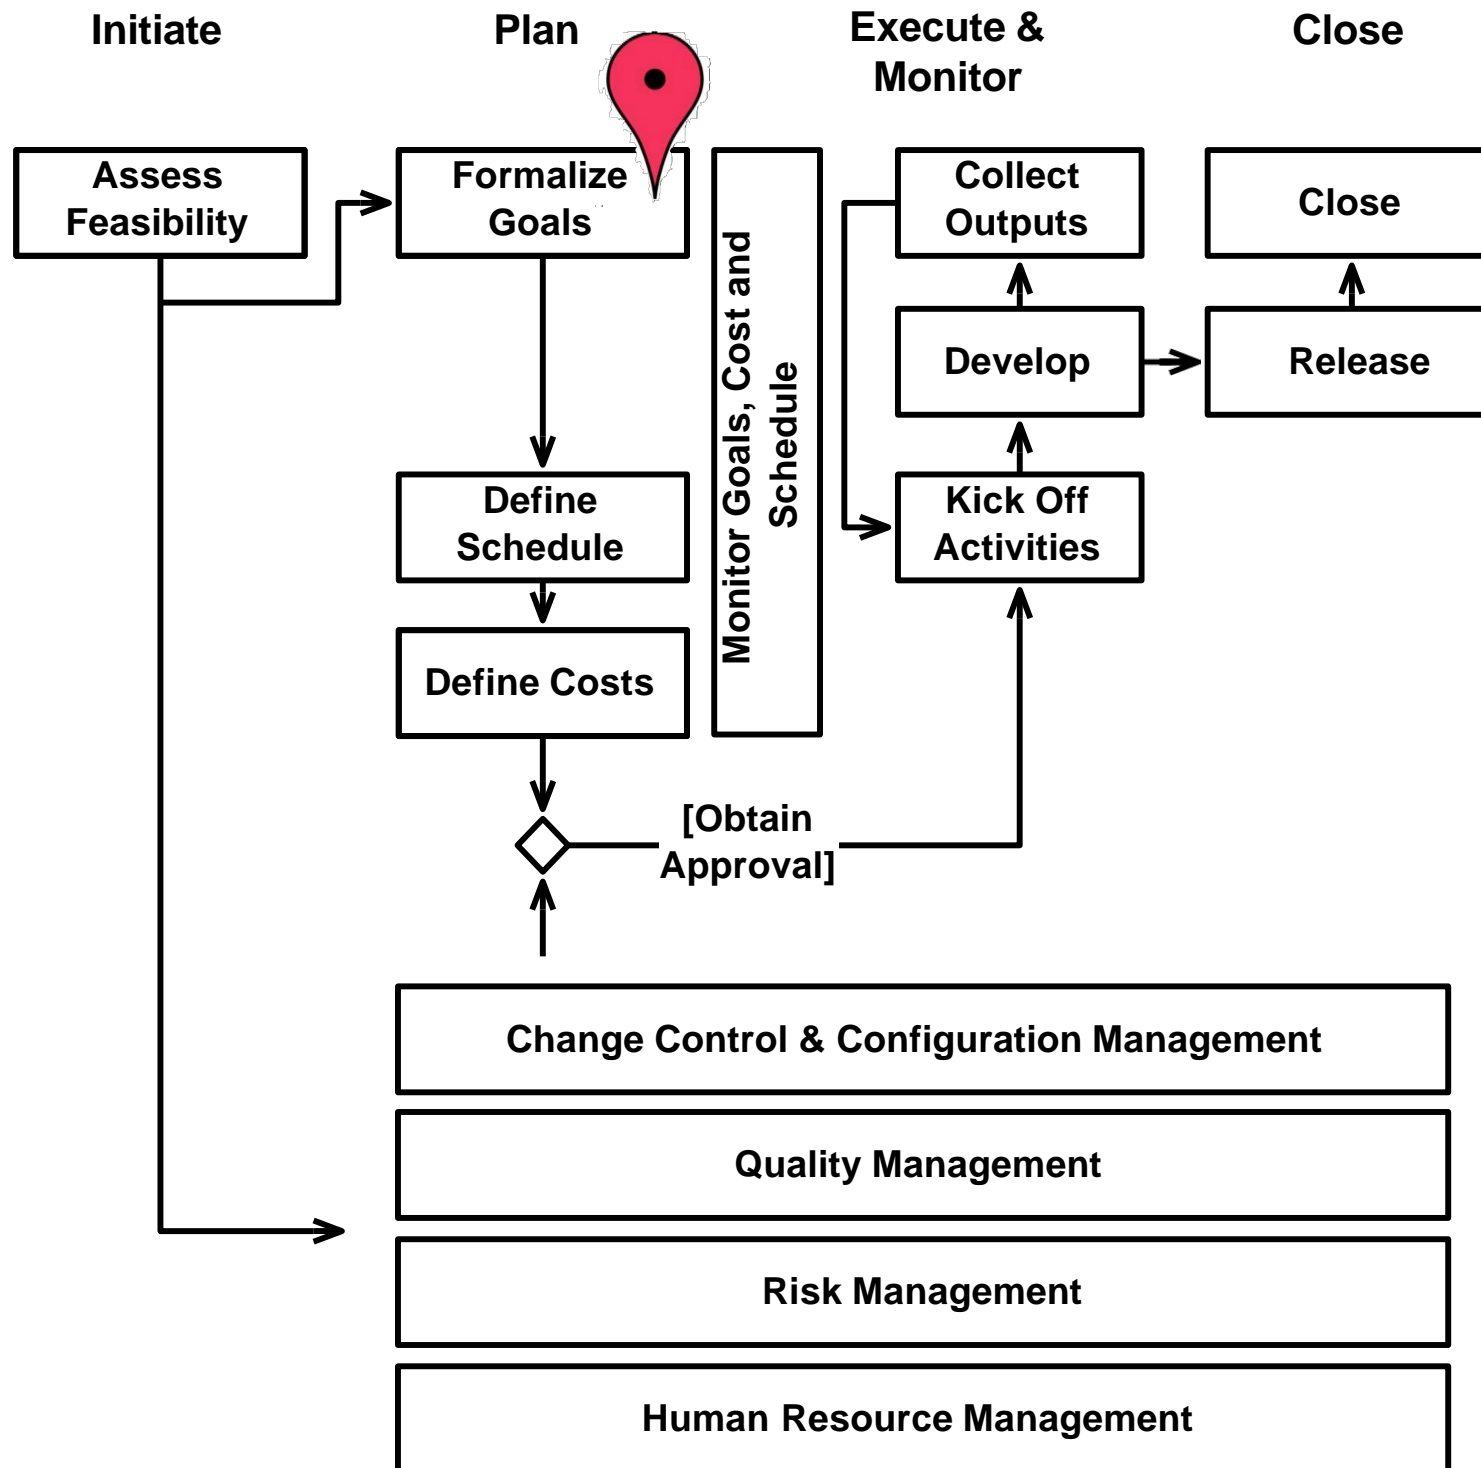 Initiate
Plan
Execute &
Monitor
Close
Assess
Feasibility
Formalize
Goals
Monitor Goals, Cost and
Schedule
Collect
Outputs
Close
Develop
Release
Define
Schedule
Kick Off
Activities
Define Costs
[Obtain
Approval]
Change Control & Configuration Management
Quality Management
Risk Management
Human Resource Management